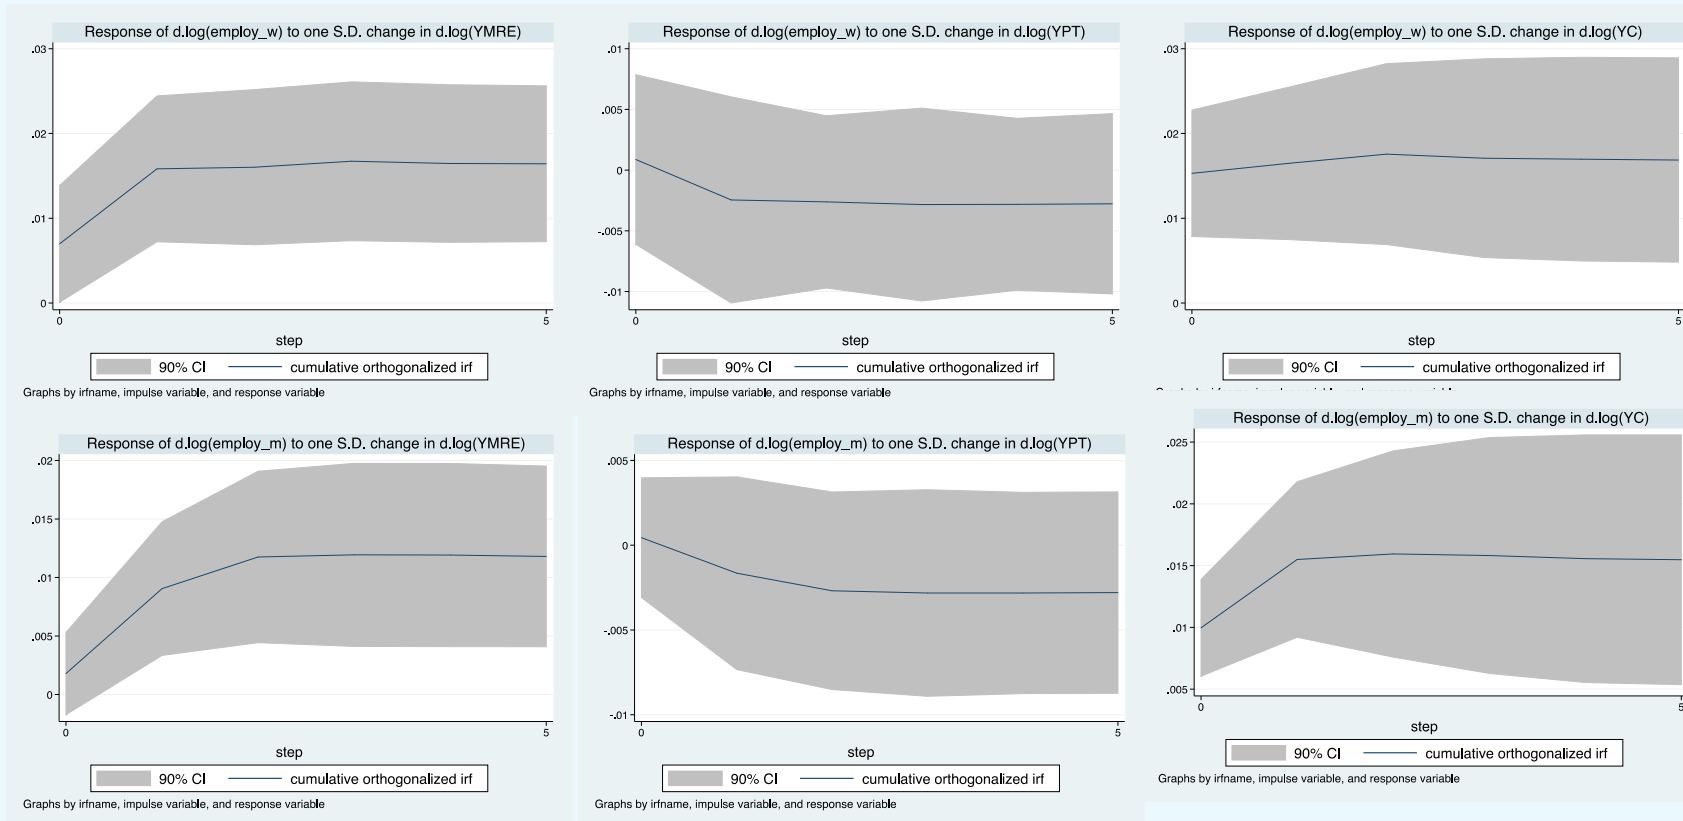 Response of d.log(employ_w) to one S.D. change in d.log(YMRE)
.03
.02
.01
0
0
5
step
90% CI
cumulative orthogonalized irf
Graphs by irfname, impulse variable, and response variable
Response of d.log(employ_w) to one S.D. change in d.log(YPT)
.01
.005
0
-.005
-.01
0
5
step
90% CI
cumulative orthogonalized irf
Graphs by irfname, impulse variable, and response variable
Response of d.log(employ_w) to one S.D. change in d.log(YC)
.03
.02
.01
0
0
5
step
90% CI
cumulative orthogonalized irf
Response of d.log(employ_m) to one S.D. change in d.log(YMRE)
.02
.015
.01
.005
0
0
5
step
90% CI
cumulative orthogonalized irf
Graphs by irfname, impulse variable, and response variable
Response of d.log(employ_m) to one S.D. change in d.log(YPT)
.005
0
-.005
-.01
0
5
step
90% CI
cumulative orthogonalized irf
Graphs by irfname, impulse variable, and response variable
Response of d.log(employ_m) to one S.D. change in d.log(YC)
.025
.02
.015
.01
.005
0
5
step
90% CI
cumulative orthogonalized irf
Graphs by irfname, impulse variable, and response variable